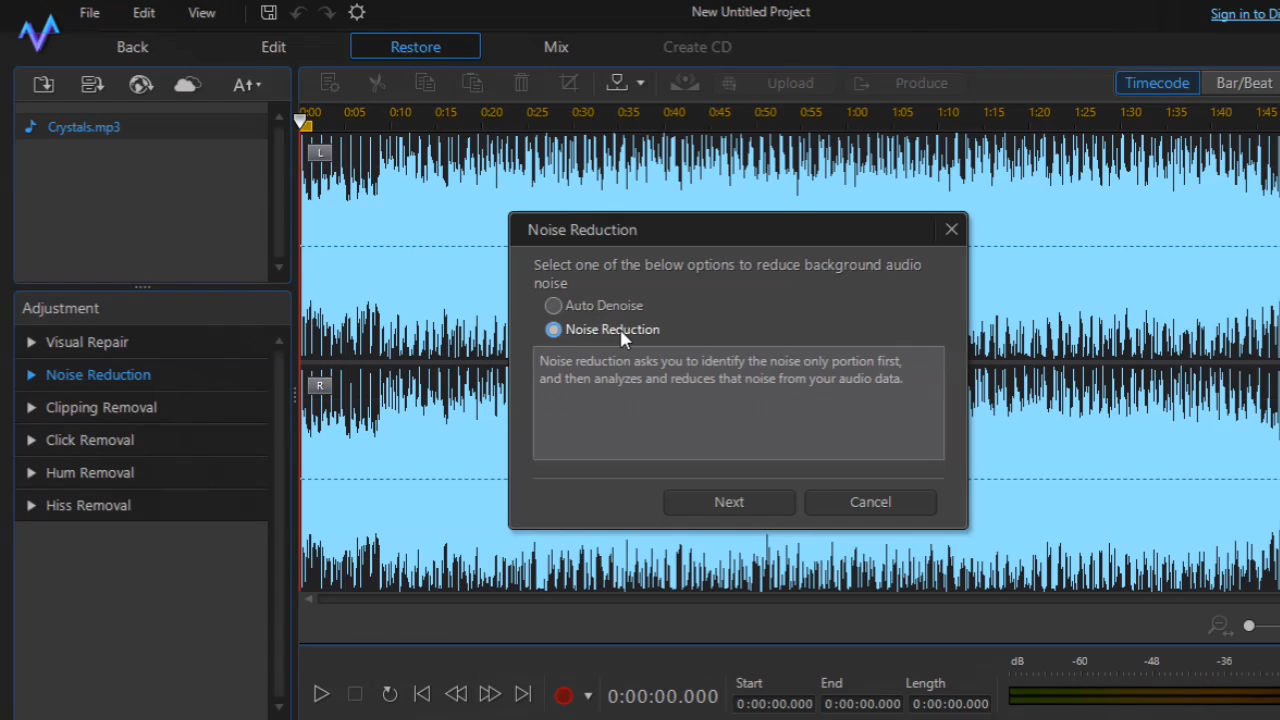 File Edit View New Untitled Project Sign in to Di
Back Edit Restore Mix Create CD
A Upload Produce Timecode Bar/Beat
0:00 0:05 0:10 0:15 0:20 0:25 0:30 0:35 0:40 0:45 0:50 0:55 1:00 1:05 1:10 1:15 1:20 1:25 1:30 1:35 1:40 1:45
Crystals.mp3
L
Noise Reduction
Select one of the below options to reduce background audio
noise
Auto Denoise
Noise Reduction
Noise reduction asks you to identify the noise only portion first,
and then analyzes and reduces that noise from your audio data.
Next Cancel
Adjustment
Visual Repair
Noise Reduction
Clipping Removal
Click Removal
Hum Removal
Hiss Removal
R
dB -60 -48 -36
0:00:00.000
Start End Length
0:00:00.000 0:00:00.000 0:00:00.000